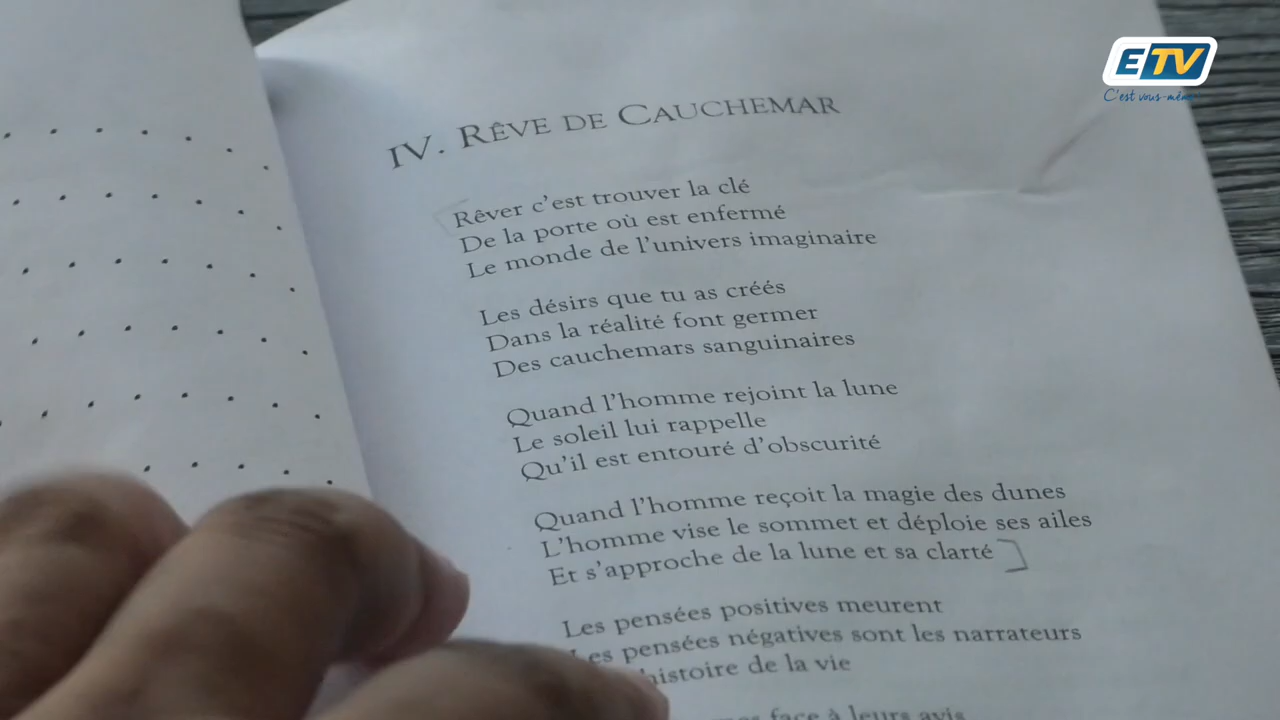 ETV
C'est vous-même
IV. RÊVE DE CAUCHEMAR
Rêver c'est trouver la clé
De la porte où est enfermé
Le monde de l'univers imaginaire
Les désirs que tu as créés
Dans la réalité font germer
Des cauchemars sanguinaires
Quand l'homme rejoint la lune
Le soleil lui rappelle
Qu'il est entouré d'obscurité
Quand l'homme reçoit la magie des dunes
L'homme vise le sommet et déploie ses ailes
Et s'approche de la lune et sa clarté
Les pensées positives meurent
Les pensées négatives sont les narrateurs
histoire de la vie
face à leurs avis